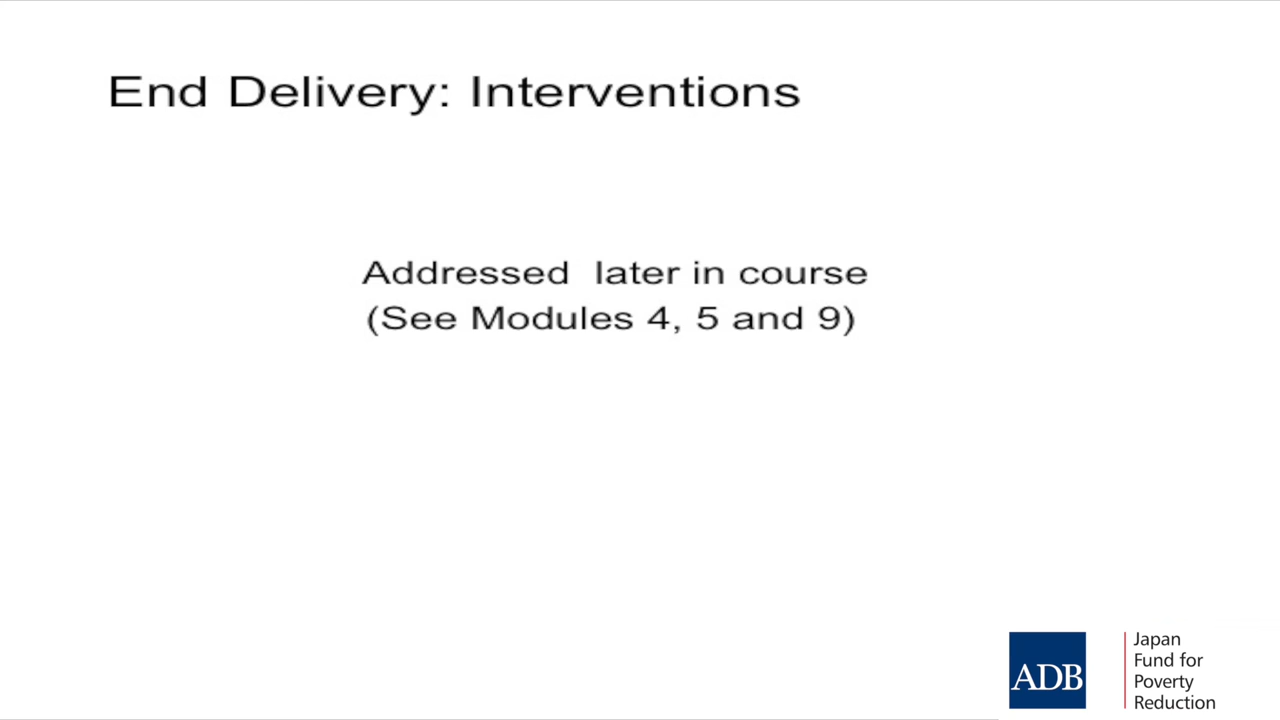 End Delivery: Interventions
Addressed later in course
(See Modules 4, 5 and 9)
ADB
Japan
Fund for
Poverty
Reduction